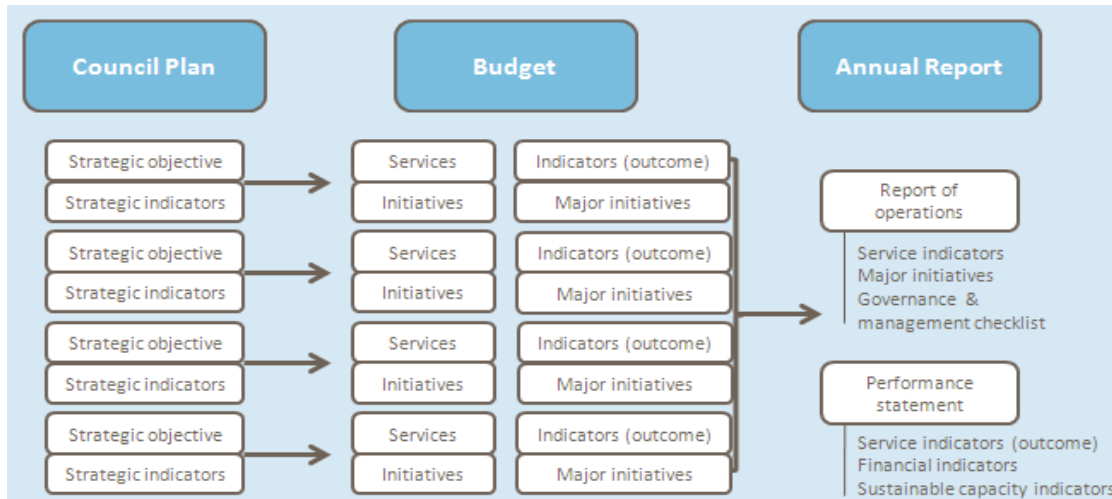 Council Plan
Budget
Annual Report
Strategic objective
Strategic indicators
Services
Initiatives
Indicators (outcome)
Major initiatives
Strategic objective
Strategic indicators
Services
Initiatives
Indicators (outcome)
Major initiatives
Strategic objective
Strategic indicators
Services
Initiatives
Indicators (outcome)
Major initiatives
Strategic objective
Strategic indicators
Services
Initiatives
Indicators (outcome)
Major initiatives
Report of
operations
Service indicators
Major initiatives
Governance &
management checklist
Performance
statement
Service indicators (outcome)
Financial indicators
Sustainable capacity indicators